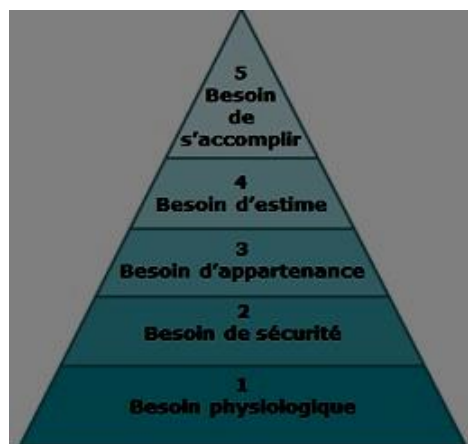 5
Besoin
de
s'accomplir
4
Besoin d'estime
3
Besoin d'appartenance
2
Besoin de sécurité
1
Besoin physiologique